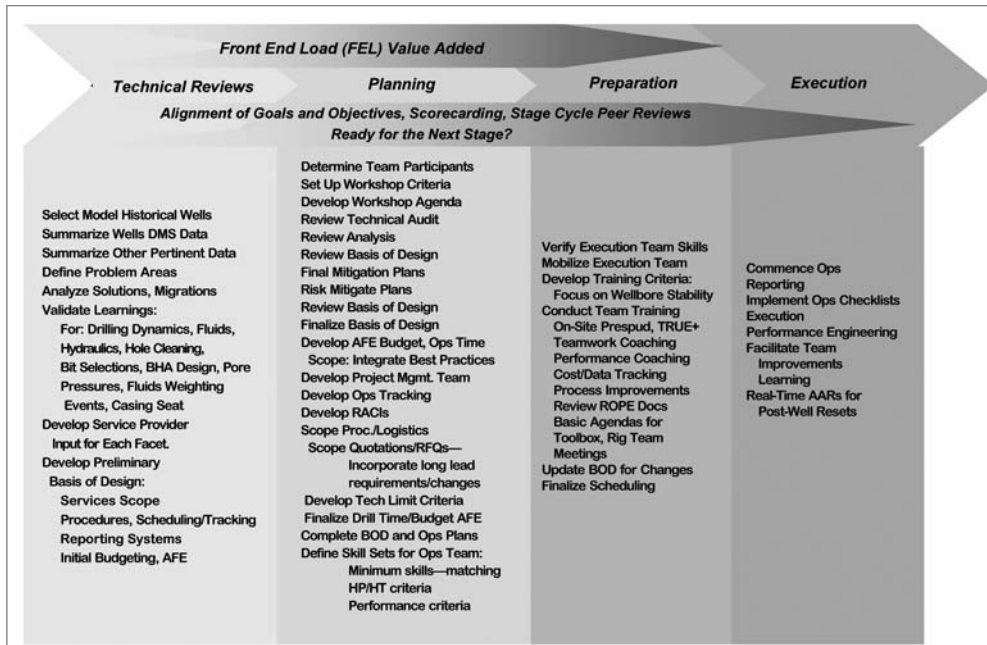 Front End Load (FEL) Value Added
Technical Reviews
Planning
Preparation
Execution
Alignment of Goals and Objectives, Scorecarding, Stage Cycle Peer Reviews
Ready for the Next Stage?
Select Model Historical Wells
Summarize Wells DMS Data
Summarize Other Pertinent Data
Define Problem Areas
Analyze Solutions, Migrations
Validate Learnings:
For: Drilling Dynamics, Fluids,
Hydraulics, Hole Cleaning,
Bit Selections, BHA Design, Pore
Pressures, Fluids Weighting
Events, Casing Seat
Develop Service Provider
Input for Each Facet.
Develop Preliminary
Basis of Design:
Services Scope
Procedures, Scheduling/Tracking
Reporting Systems
Initial Budgeting, AFE
Determine Team Participants
Set Up Workshop Criteria
Develop Workshop Agenda
Review Technical Audit
Review Analysis
Review Basis of Design
Final Mitigation Plans
Risk Mitigate Plans
Review Basis of Design
Finalize Basis of Design
Develop AFE Budget, Ops Time
Scope: Integrate Best Practices
Develop Project Mgmt. Team
Develop Ops Tracking
Develop RACIs
Scope Proc./Logistics
Scope Quotations/RFQs—
Incorporate long lead
requirements/changes
Develop Tech Limit Criteria
Finalize Drill Time/Budget AFE
Complete BOD and Ops Plans
Define Skill Sets for Ops Team:
Minimum skills—matching
HP/HT criteria
Performance criteria
Verify Execution Team Skills
Mobilize Execution Team
Develop Training Criteria:
Focus on Wellbore Stability
Conduct Team Training
On-Site Prespud, TRUE+
Teamwork Coaching
Performance Coaching
Cost/Data Tracking
Process Improvements
Review ROPE Docs
Basic Agendas for
Toolbox, Rig Team
Meetings
Update BOD for Changes
Finalize Scheduling
Commence Ops
Reporting
Implement Ops Checklists
Execution
Performance Engineering
Facilitate Team
Improvements
Learning
Real-Time AARs for
Post-Well Resets